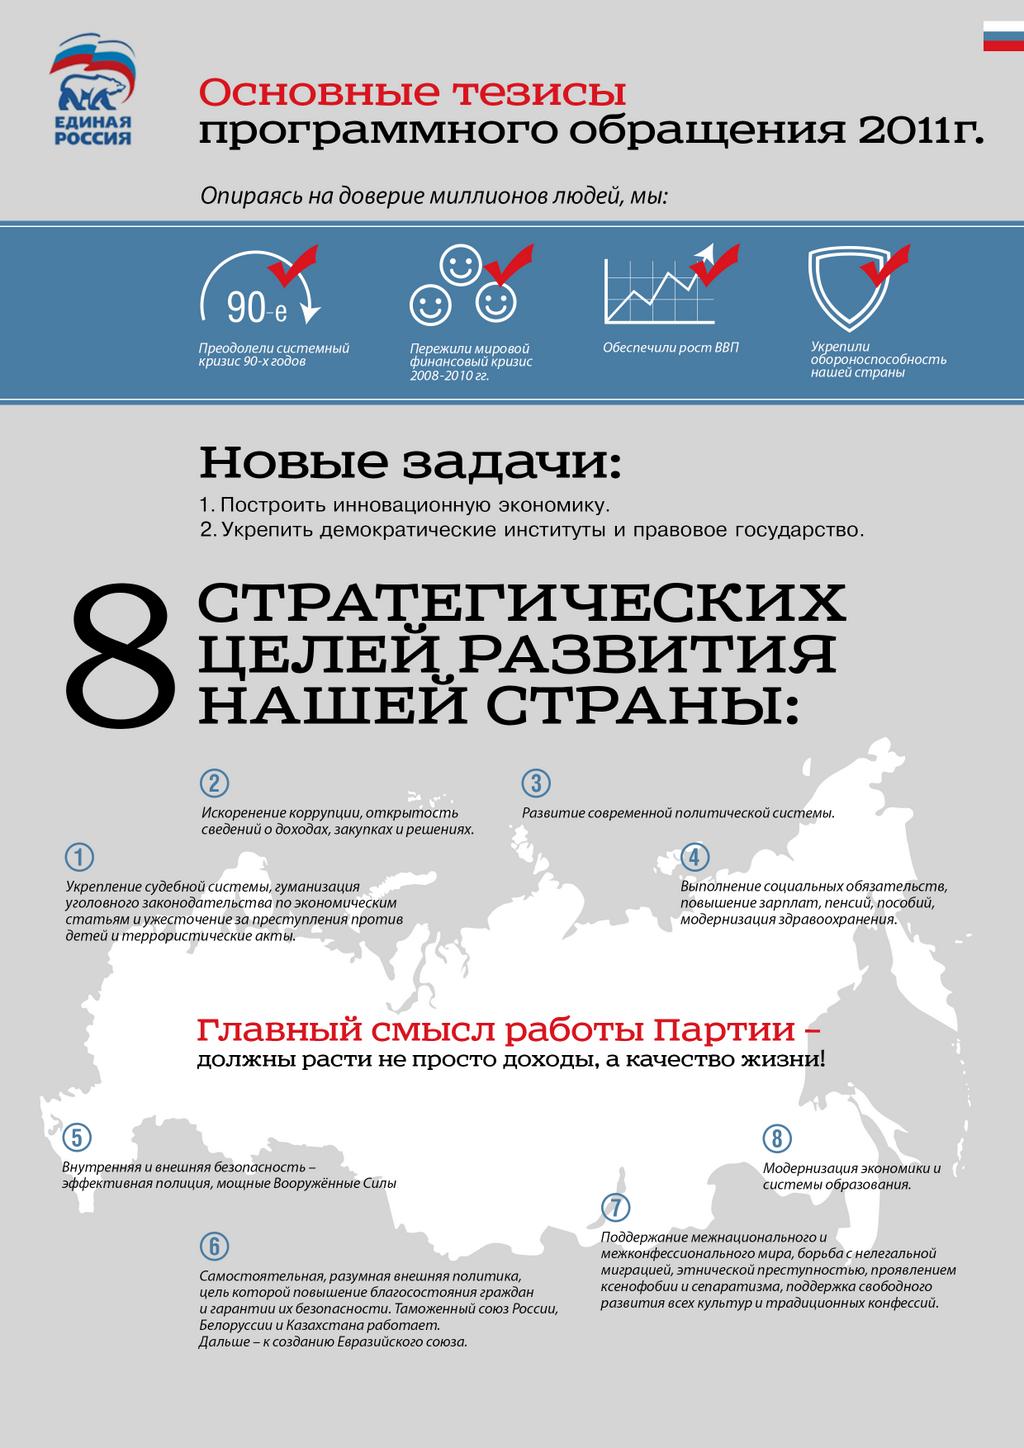 ЕДИНАЯ
РОССИЯ
Основные тезисы
программного обращения 2011г.
Опираясь на доверие миллионов людей, мы:
90-е
Преодолели системный
кризис 90-х годов
Пережили мировой
финансовый кризис
2008-2010 гг.
Обеспечили рост ВВП
Укрепили
обороноспособность
нашей страны
Новые задачи:
1. Построить инновационную экономику.
2. Укрепить демократические институты и правовое государство.
8
СТРАТЕГИЧЕСКИХ
ЦЕЛЕЙ РАЗВИТИЯ
НАШЕЙ СТРАНЫ:
1
Укрепление судебной системы, гуманизация
уголовного законодательства по экономическим
статьям и ужесточение за преступления против
детей и террористические акты.
2
Искоренение коррупции, открытость
сведений о доходах, закупках и решениях.
3
Развитие современной политической системы.
4
Выполнение социальных обязательств,
повышение зарплат, пенсий, пособий,
модернизация здравоохранения.
Главный смысл работы Партии –
должны расти не просто доходы, а качество жизни!
5
Внутренняя и внешняя безопасность –
эффективная полиция, мощные Вооружённые Силы
6
Самостоятельная, разумная внешняя политика,
цель которой повышение благосостояния граждан
и гарантии их безопасности. Таможенный союз России,
Белоруссии и Казахстана работает.
Дальше – к созданию Евразийского союза.
7
Поддержание межнационального и
межконфессионального мира, борьба с нелегальной
миграцией, этнической преступностью, проявлением
ксенофобии и сепаратизма, поддержка свободного
развития всех культур и традиционных конфессий.
8
Модернизация экономики и
системы образования.